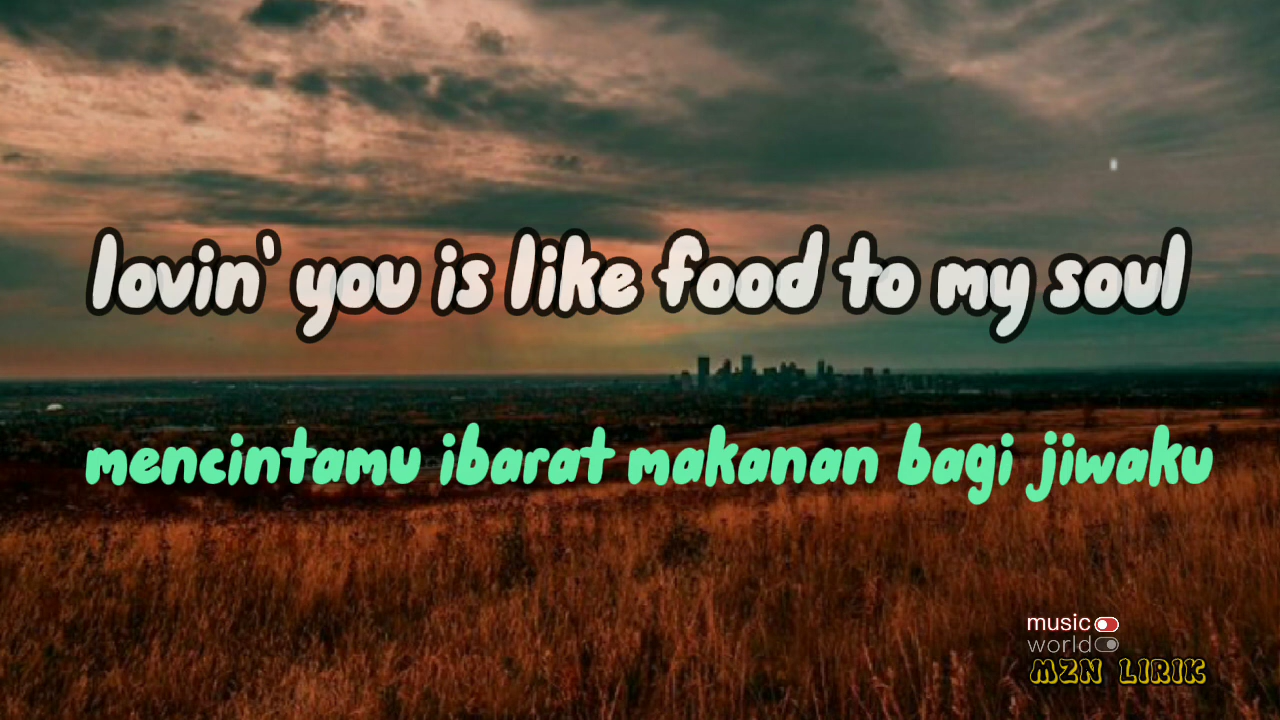 lovin' you is like food to my soul
mencintamu ibarat makanan bagi jiwaku
music
world
MZN LIRIK